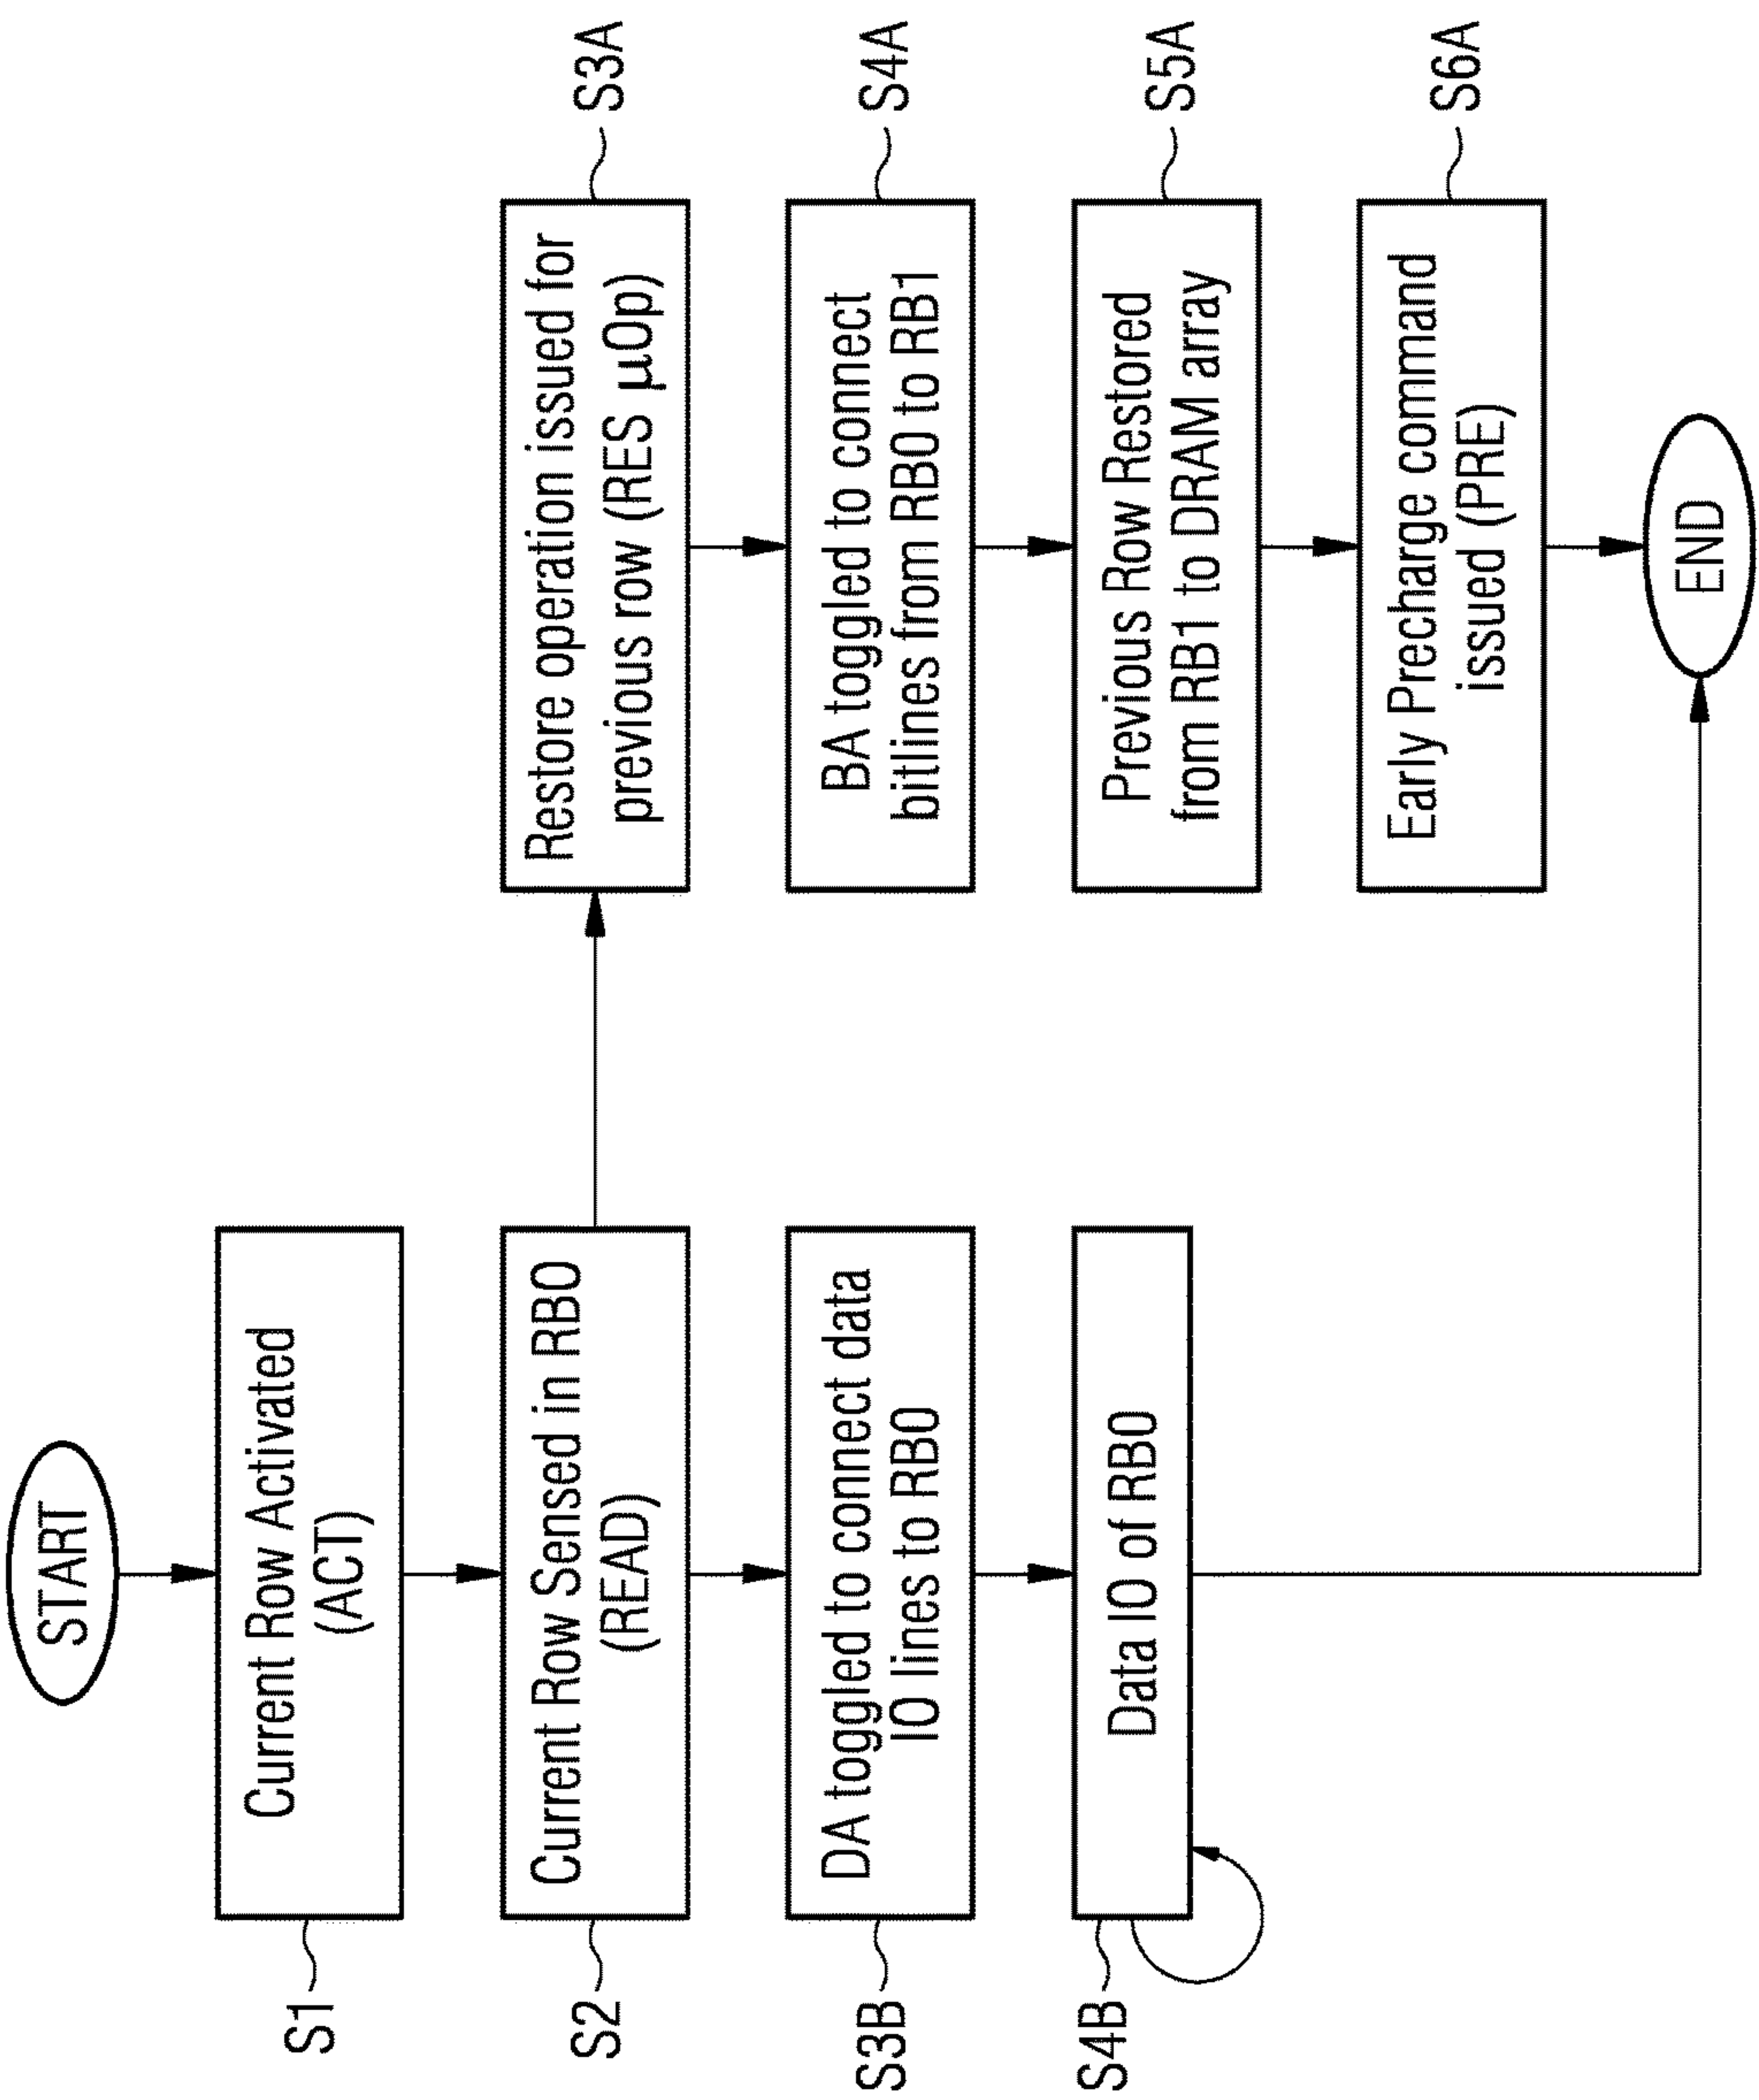 START
S1
Current Row Activated
(ACT)
S2
Current Row Sensed in RB0
(READ)
S3B
DA toggled to connect data
IO lines to RB0
S4B
Data IO of RB0
Restore operation issued for
previous row (RES μOp)
S3A
BA toggled to connect
bitlines from RB0 to RB1
S4A
Previous Row Restored
from RB1 to DRAM array
S5A
Early Precharge command
issued (PRE)
S6A
END